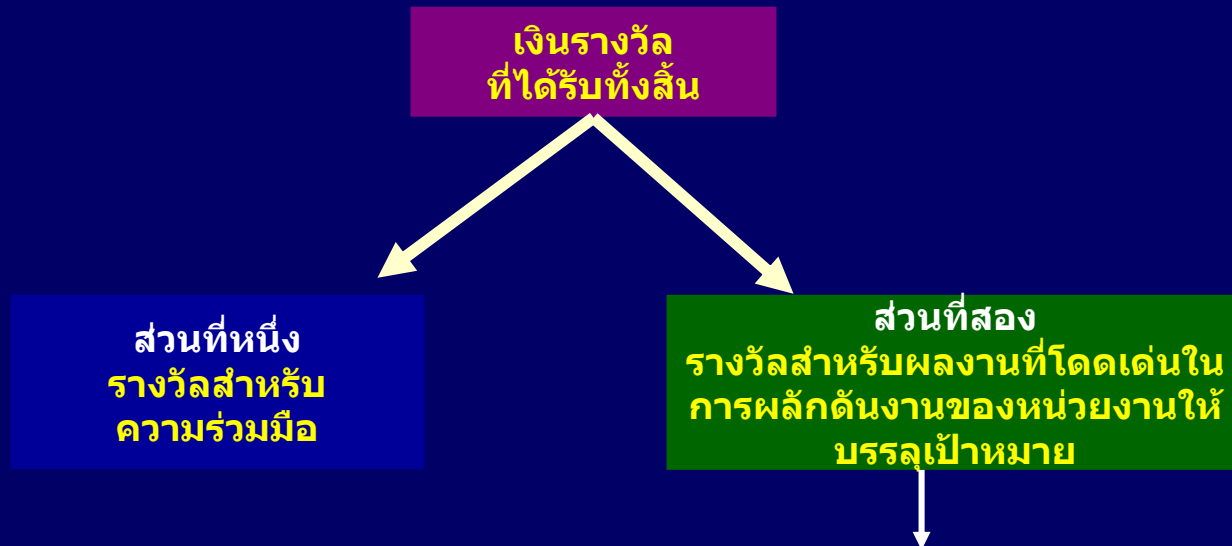 เงินรางวัล
ที่ได้รับทั้งสิ้น
ส่วนที่หนึ่ง
รางวัลสำหรับ
ความร่วมมือ
ส่วนที่สอง
รางวัลสำหรับผลงานที่โดดเด่นใน
การผลักดันงานของหน่วยงานให้
บรรลุเป้าหมาย